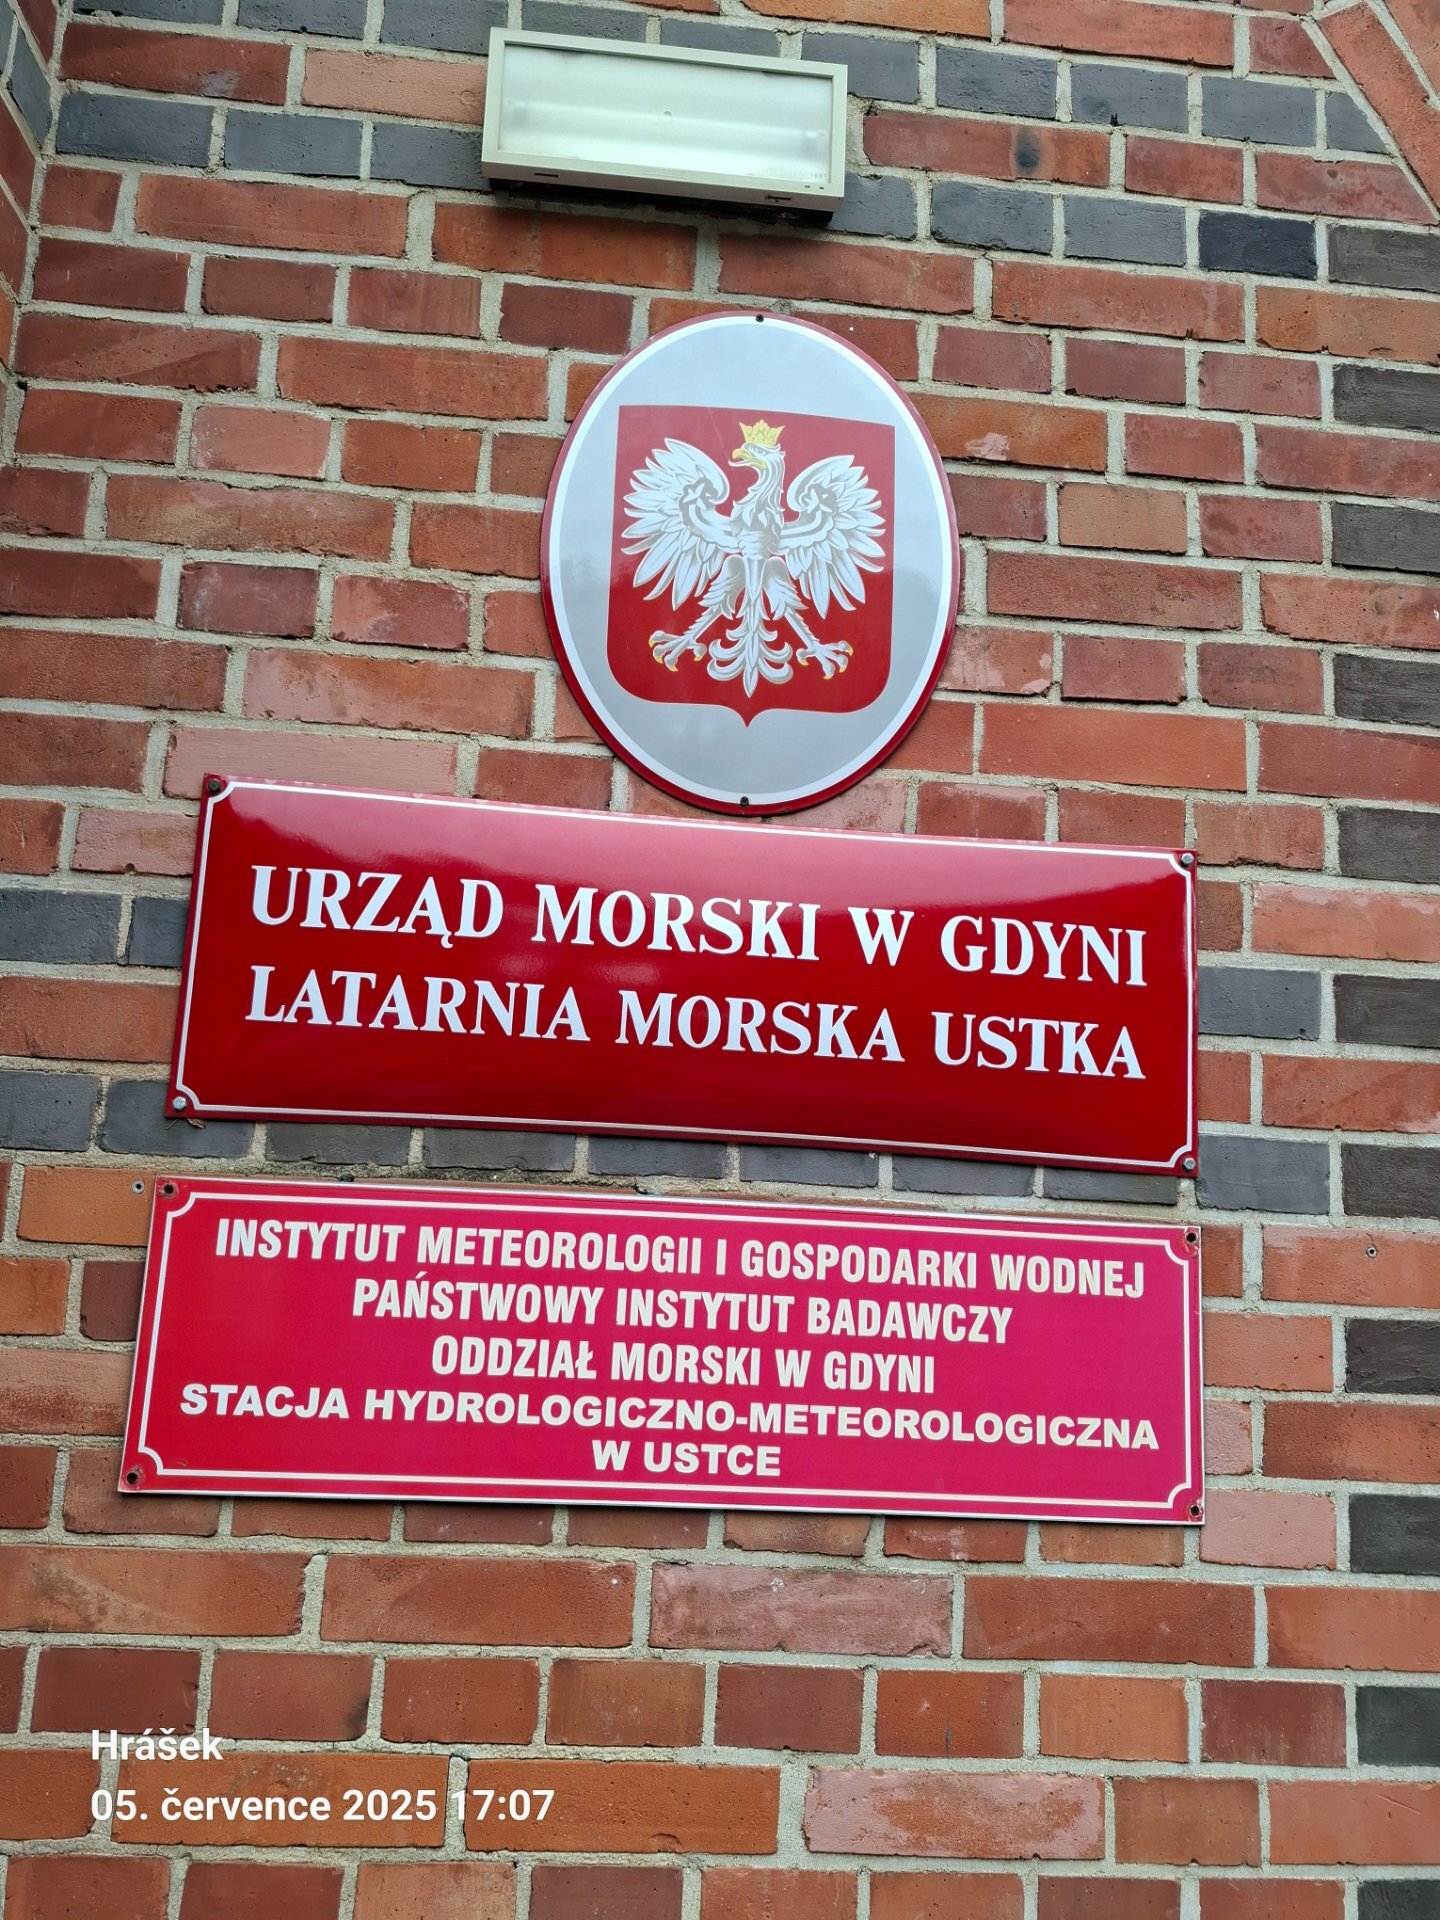 URZĄD MORSKI W GDYNI
LATARNIA MORSKA USTKA
INSTYTUT METEOROLOGII I GOSPODARKI WODNEJ
PAŃSTWOWY INSTYTUT BADAWCZY
ODDZIAŁ MORSKI W GDYNI
STACJA HYDROLOGICZNO-METEOROLOGICZNA
W USTCE
Hrášek
05. července 2025 17:07